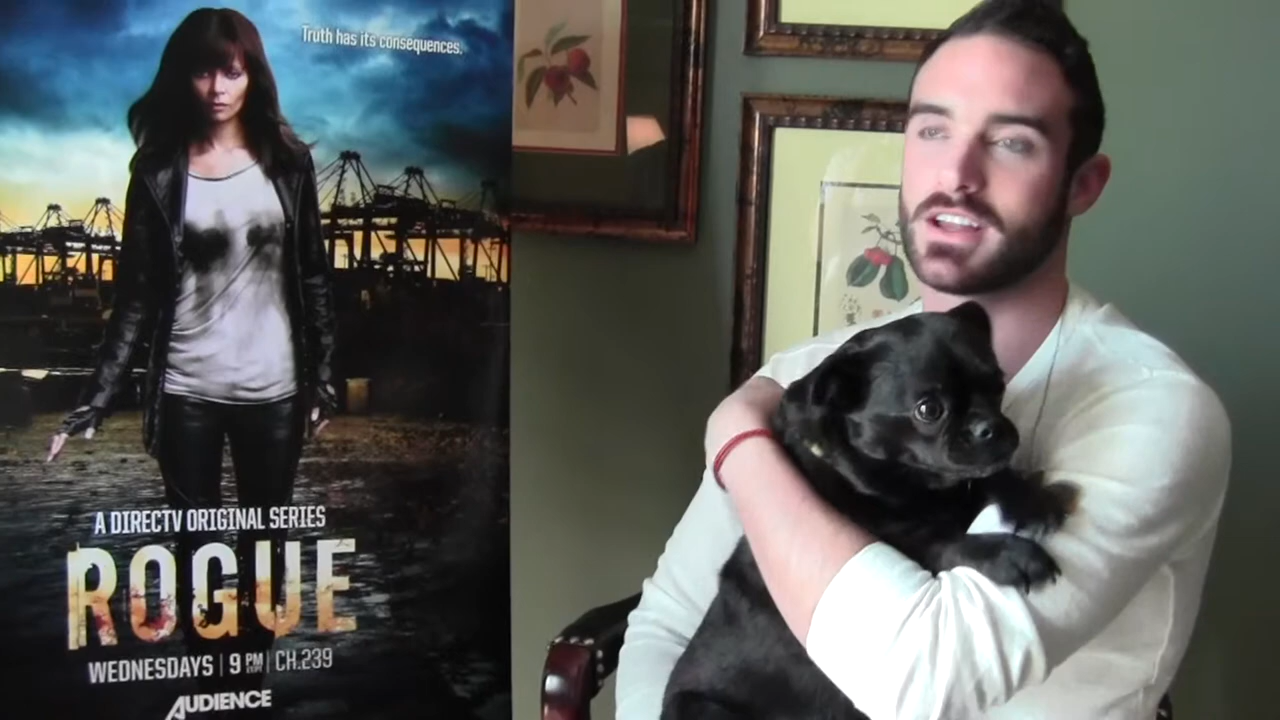 Truth has its consequences.
A DIRECTV ORIGINAL SERIES
ROGUE
WEDNESDAYS | 9 PM | CH.239
AUDIENCE